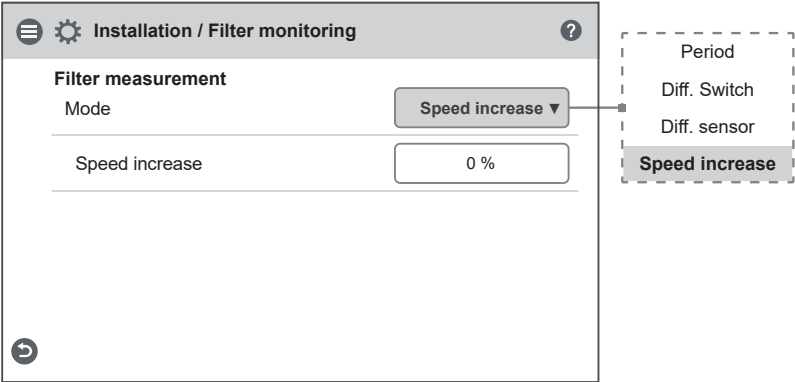 Installation / Filter monitoring
?
Filter measurement
Mode
Speed increase ▼
Speed increase
0 %
Period
Diff. Switch
Diff. sensor
Speed increase